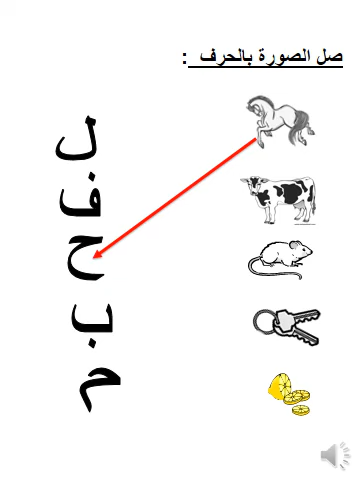 صل الصورة بالحرف :
ل
ف
ح
ب
م